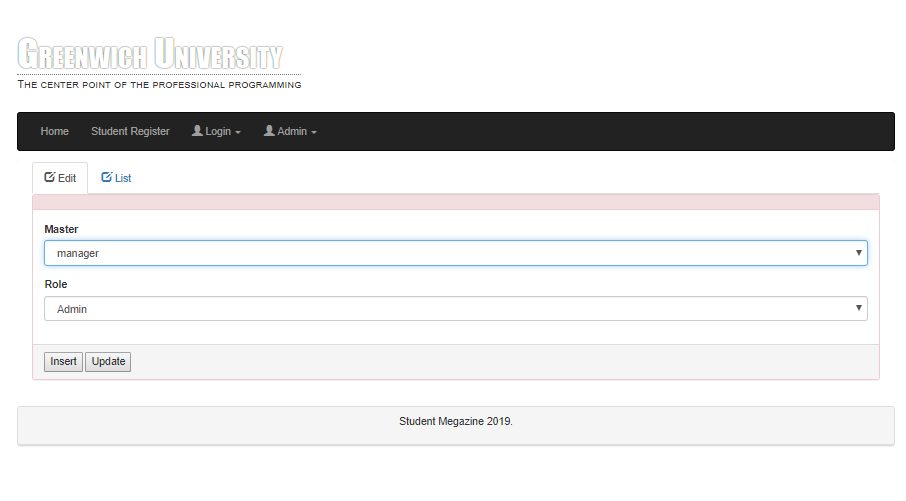 Greenwich University
The center point of the professional programming
Home Student Register Login Admin
Edit List
Master
manager
Role
Admin
Insert Update
Student Megazine 2019.